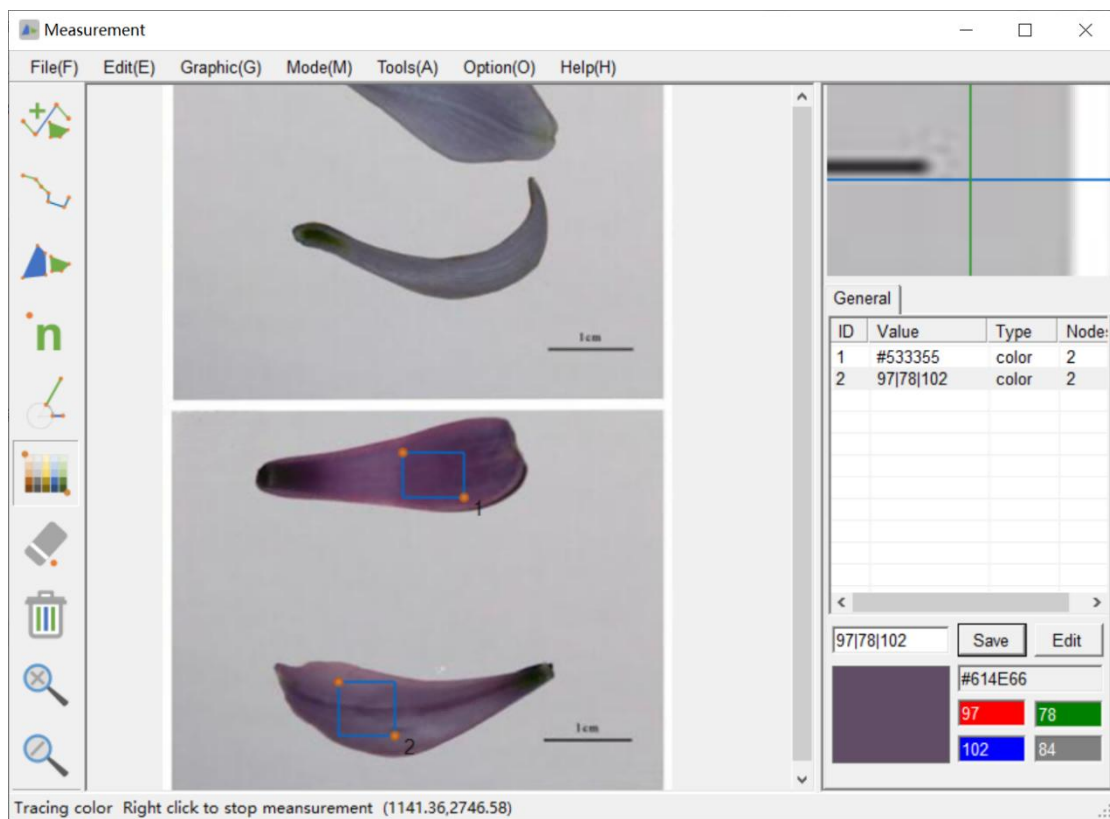 Measurement
File(F) Edit(E) Graphic(G) Mode(M) Tools(A) Option(O) Help(H)
n
1cm
1
2
1cm
General
ID Value Type Nodes
1 #533355 color 2
2 97|78|102 color 2
97|78|102 Save Edit
#614E66
97 78
102 84
Tracing color Right click to stop meansurement (1141.36,2746.58)